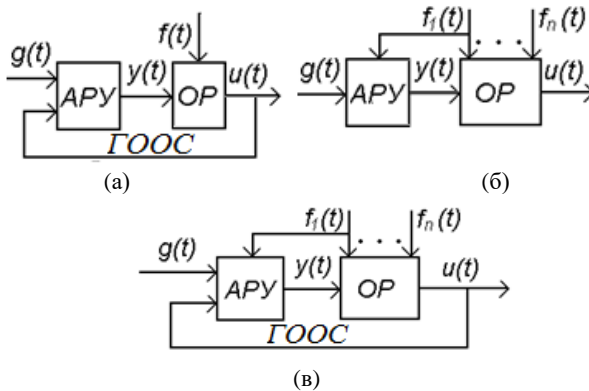 f(t)
g(t) y(t) u(t)
АРУ ОР
ГООС
(а)
f₁(t) . . . fₙ(t)
g(t) y(t) u(t)
АРУ ОР
(б)
f₁(t) . . . fₙ(t)
g(t) y(t) u(t)
АРУ ОР
ГООС
(в)